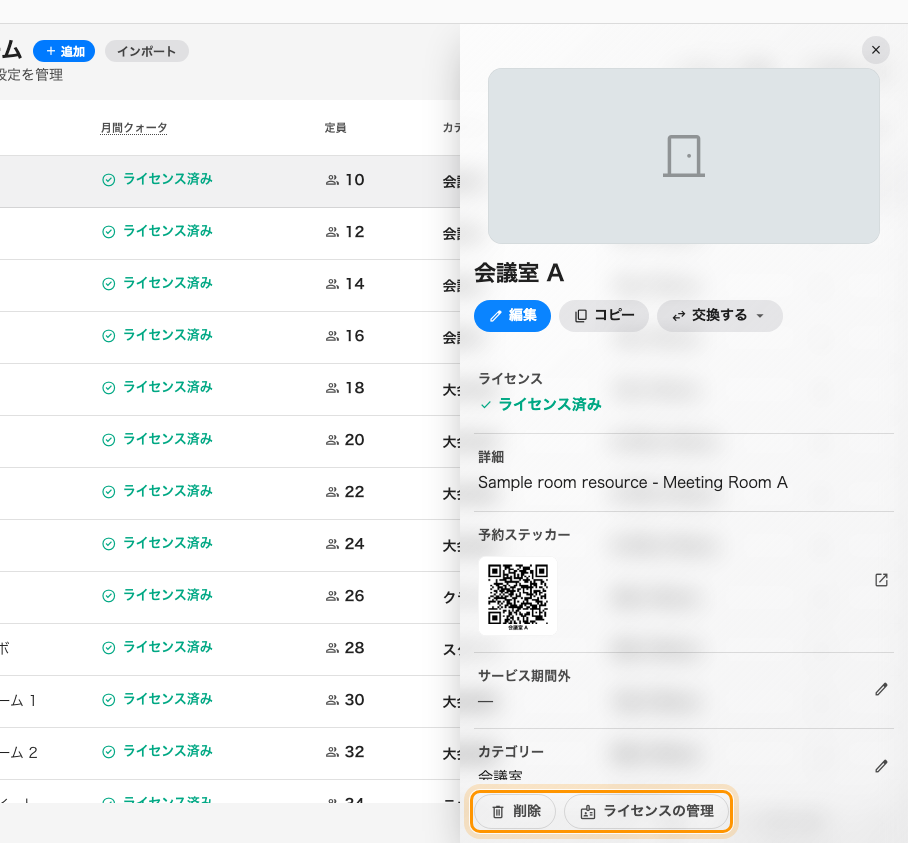 ム
追加
インポート
設定を管理
月間クォータ
定員
カテ
ライセンス済み
10
会
ライセンス済み
12
会
ライセンス済み
14
会
ライセンス済み
16
会
ライセンス済み
18
大
ライセンス済み
20
大
ライセンス済み
22
大
ライセンス済み
24
大
ライセンス済み
26
ク
ボ
ライセンス済み
28
ス
ーム 1
ライセンス済み
30
大
ーム 2
ライセンス済み
32
大
ライセンス済み
34
会議室 A
編集
コピー
交換する
ライセンス
ライセンス済み
詳細
Sample room resource - Meeting Room A
予約ステッカー
会議室 A
サービス期間外
—
カテゴリー
会議室
削除
ライセンスの管理